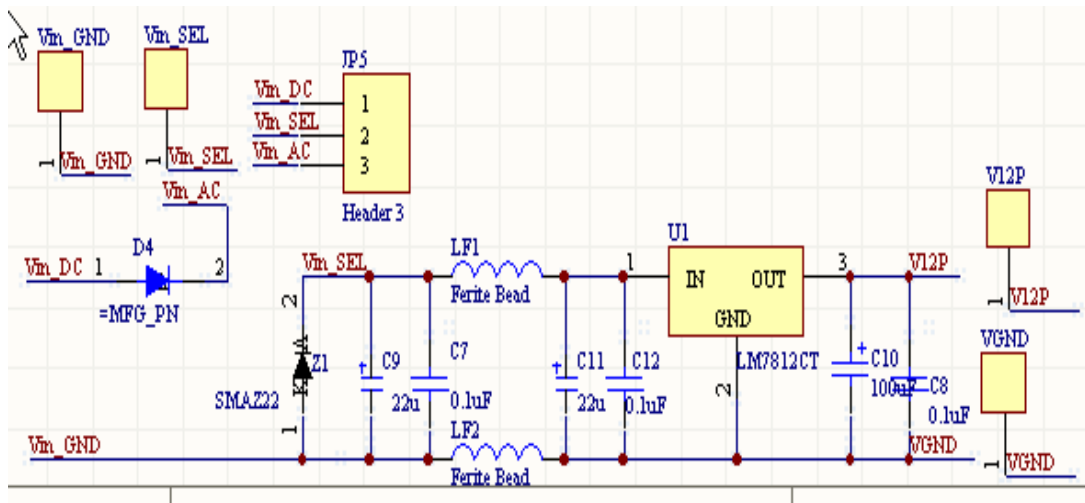 Vin_GND
Vin_SEL
JP5
Vin_DC
1
Vin_SEL
2
Vin_AC
3
1
Vin_GND
1
Vin_SEL
Vin_AC
Header 3
V12P
D4
U1
LF1
Vin_DC
1
2
Vin_SEL
1
3
V12P
IN
OUT
Ferite Bead
=MFG_PN
2
GND
1
V12P
VGND
A
Z1
K
C9
C7
C11
C12
LM7812CT
C10
SMAZ22
22u
0.1uF
22u
0.1uF
2
100uF
C8
0.1uF
1
LF2
Vin_GND
VGND
1
VGND
Ferite Bead